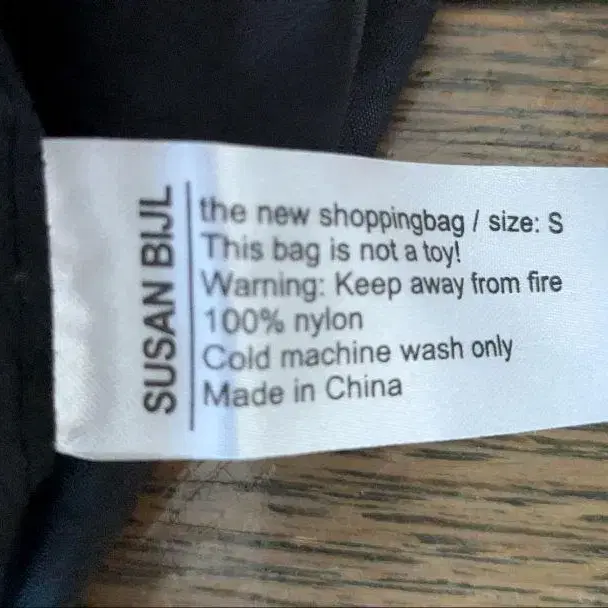 SUSAN BIJL
the new shoppingbag / size: S
This bag is not a toy!
Warning: Keep away from fire
100% nylon
Cold machine wash only
Made in China